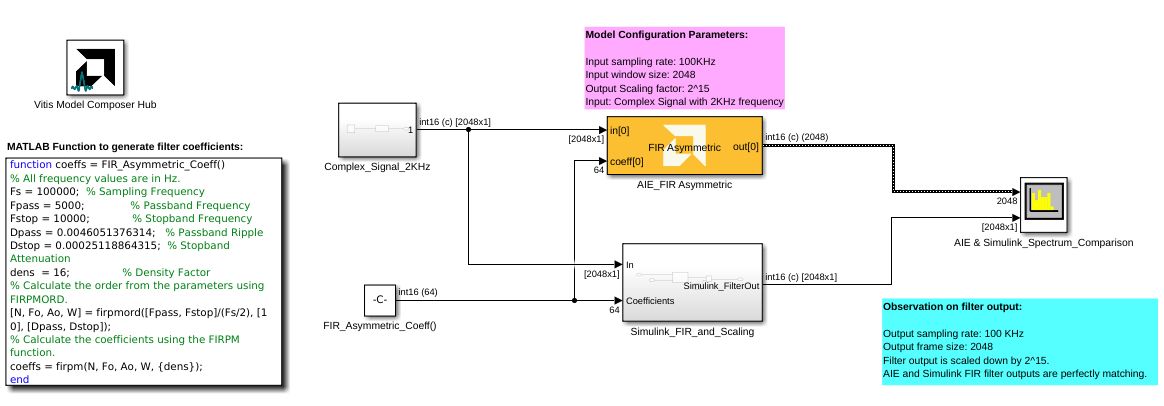 Model Configuration Parameters:
Input sampling rate: 100KHz
Input window size: 2048
Output Scaling factor: 2^15
Input: Complex Signal with 2KHz frequency
Vitis Model Composer Hub
MATLAB Function to generate filter coefficients:
function coeffs = FIR_Asymmetric_Coeff()
% All frequency values are in Hz.
Fs = 100000;  % Sampling Frequency
Fpass = 5000;  % Passband Frequency
Fstop = 10000;  % Stopband Frequency
Dpass = 0.0046051376314;  % Passband Ripple
Dstop = 0.00025118864315;  % Stopband
Attenuation
dens  = 16;  % Density Factor
% Calculate the order from the parameters using
FIRPMORD.
[N, Fo, Ao, W] = firpmord([Fpass, Fstop]/(Fs/2), [1
0], [Dpass, Dstop]);
% Calculate the coefficients using the FIRPM
function.
coeffs = firpm(N, Fo, Ao, W, {dens});
end
1
int16 (c) [2048x1]
Complex_Signal_2KHz
[2048x1]
in[0]
coeff[0]
64
FIR Asymmetric
out[0]
int16 (c) (2048)
AIE_FIR Asymmetric
2048
[2048x1]
AIE & Simulink_Spectrum_Comparison
[2048x1]
In
Simulink_FilterOut
int16 (c) [2048x1]
Coefficients
64
Simulink_FIR_and_Scaling
-C-
int16 (64)
FIR_Asymmetric_Coeff()
Observation on filter output:
Output sampling rate: 100 KHz
Output frame size: 2048
Filter output is scaled down by 2^15.
AIE and Simulink FIR filter outputs are perfectly matching.